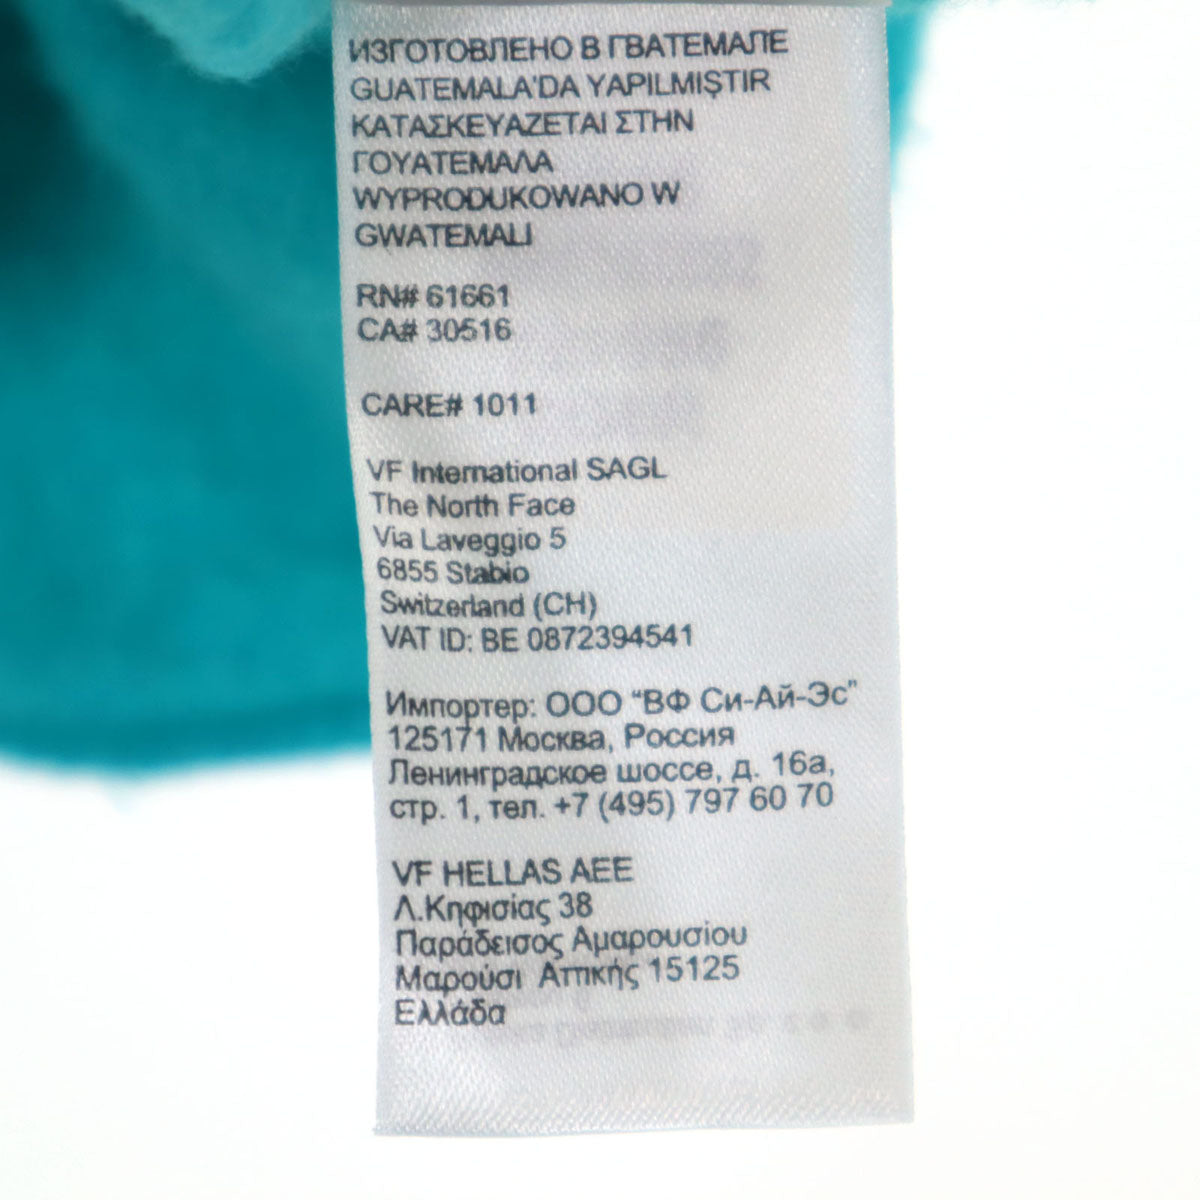 ИЗГОТОВЛЕНО В ГВАТЕМАЛЕ
GUATEMALA'DA YAPILMIŞTIR
ΚΑΤΑΣΚΕΥΑΖΕΤΑΙ ΣΤΗΝ
ΓΟΥΑΤΕΜΑΛΑ
WYPRODUKOWANO W
GWATEMALI
RN# 61661
CA# 30516
CARE# 1011
VF International SAGL
The North Face
Via Laveggio 5
6855 Stabio
Switzerland (CH)
VAT ID: BE 0872394541
Импортер: ООО “ВФ Си-Ай-Эс”
125171 Москва, Россия
Ленинградское шоссе, д. 16а,
стр. 1, тел. +7 (495) 797 60 70
VF HELLAS AEE
Λ.Κηφισίας 38
Παράδεισος Αμαρουσίου
Μαρούσι Αττικής 15125
Ελλάδα